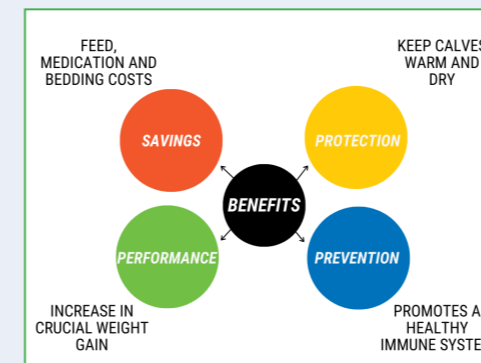 FEED,
MEDICATION AND
BEDDING COSTS
KEEP CALVES
WARM AND
DRY
SAVINGS
PROTECTION
BENEFITS
PERFORMANCE
PREVENTION
INCREASE IN
CRUCIAL WEIGHT
GAIN
PROMOTES A
HEALTHY
IMMUNE SYSTE